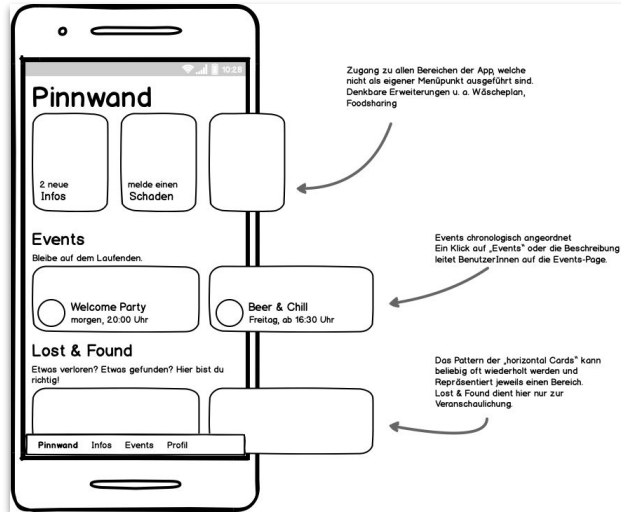 10:28
Pinnwand
2 neue
Infos
melde einen
Schaden
Zugang zu allen Bereichen der App, welche
nicht als eigener Menüpunkt ausgeführt sind.
Denkbare Erweiterungen u. a. Wäscheplan,
Foodsharing
Events
Bleibe auf dem Laufenden.
Welcome Party
morgen, 20:00 Uhr
Beer & Chill
Freitag, ab 16:30 Uhr
Events chronologisch angeordnet
Ein Klick auf „Events“ oder die Beschreibung
leitet BenutzerInnen auf die Events-Page.
Lost & Found
Etwas verloren? Etwas gefunden? Hier bist du
richtig!
Das Pattern der „horizontal Cards“ kann
beliebig oft wiederholt werden und
Repräsentiert jeweils einen Bereich.
Lost & Found dient hier nur zur
Veranschaulichung.
Pinnwand Infos Events Profil